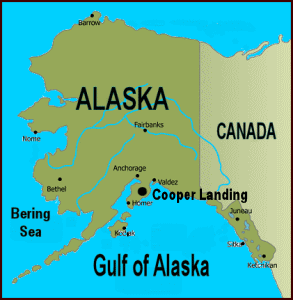 Barrow
ALASKA
Fairbanks
CANADA
Nome
Anchorage
Valdez
Bethel
Cooper Landing
Homer
Bering
Sea
Juneau
Kodiak
Sitka
Gulf of Alaska
Ketchikan